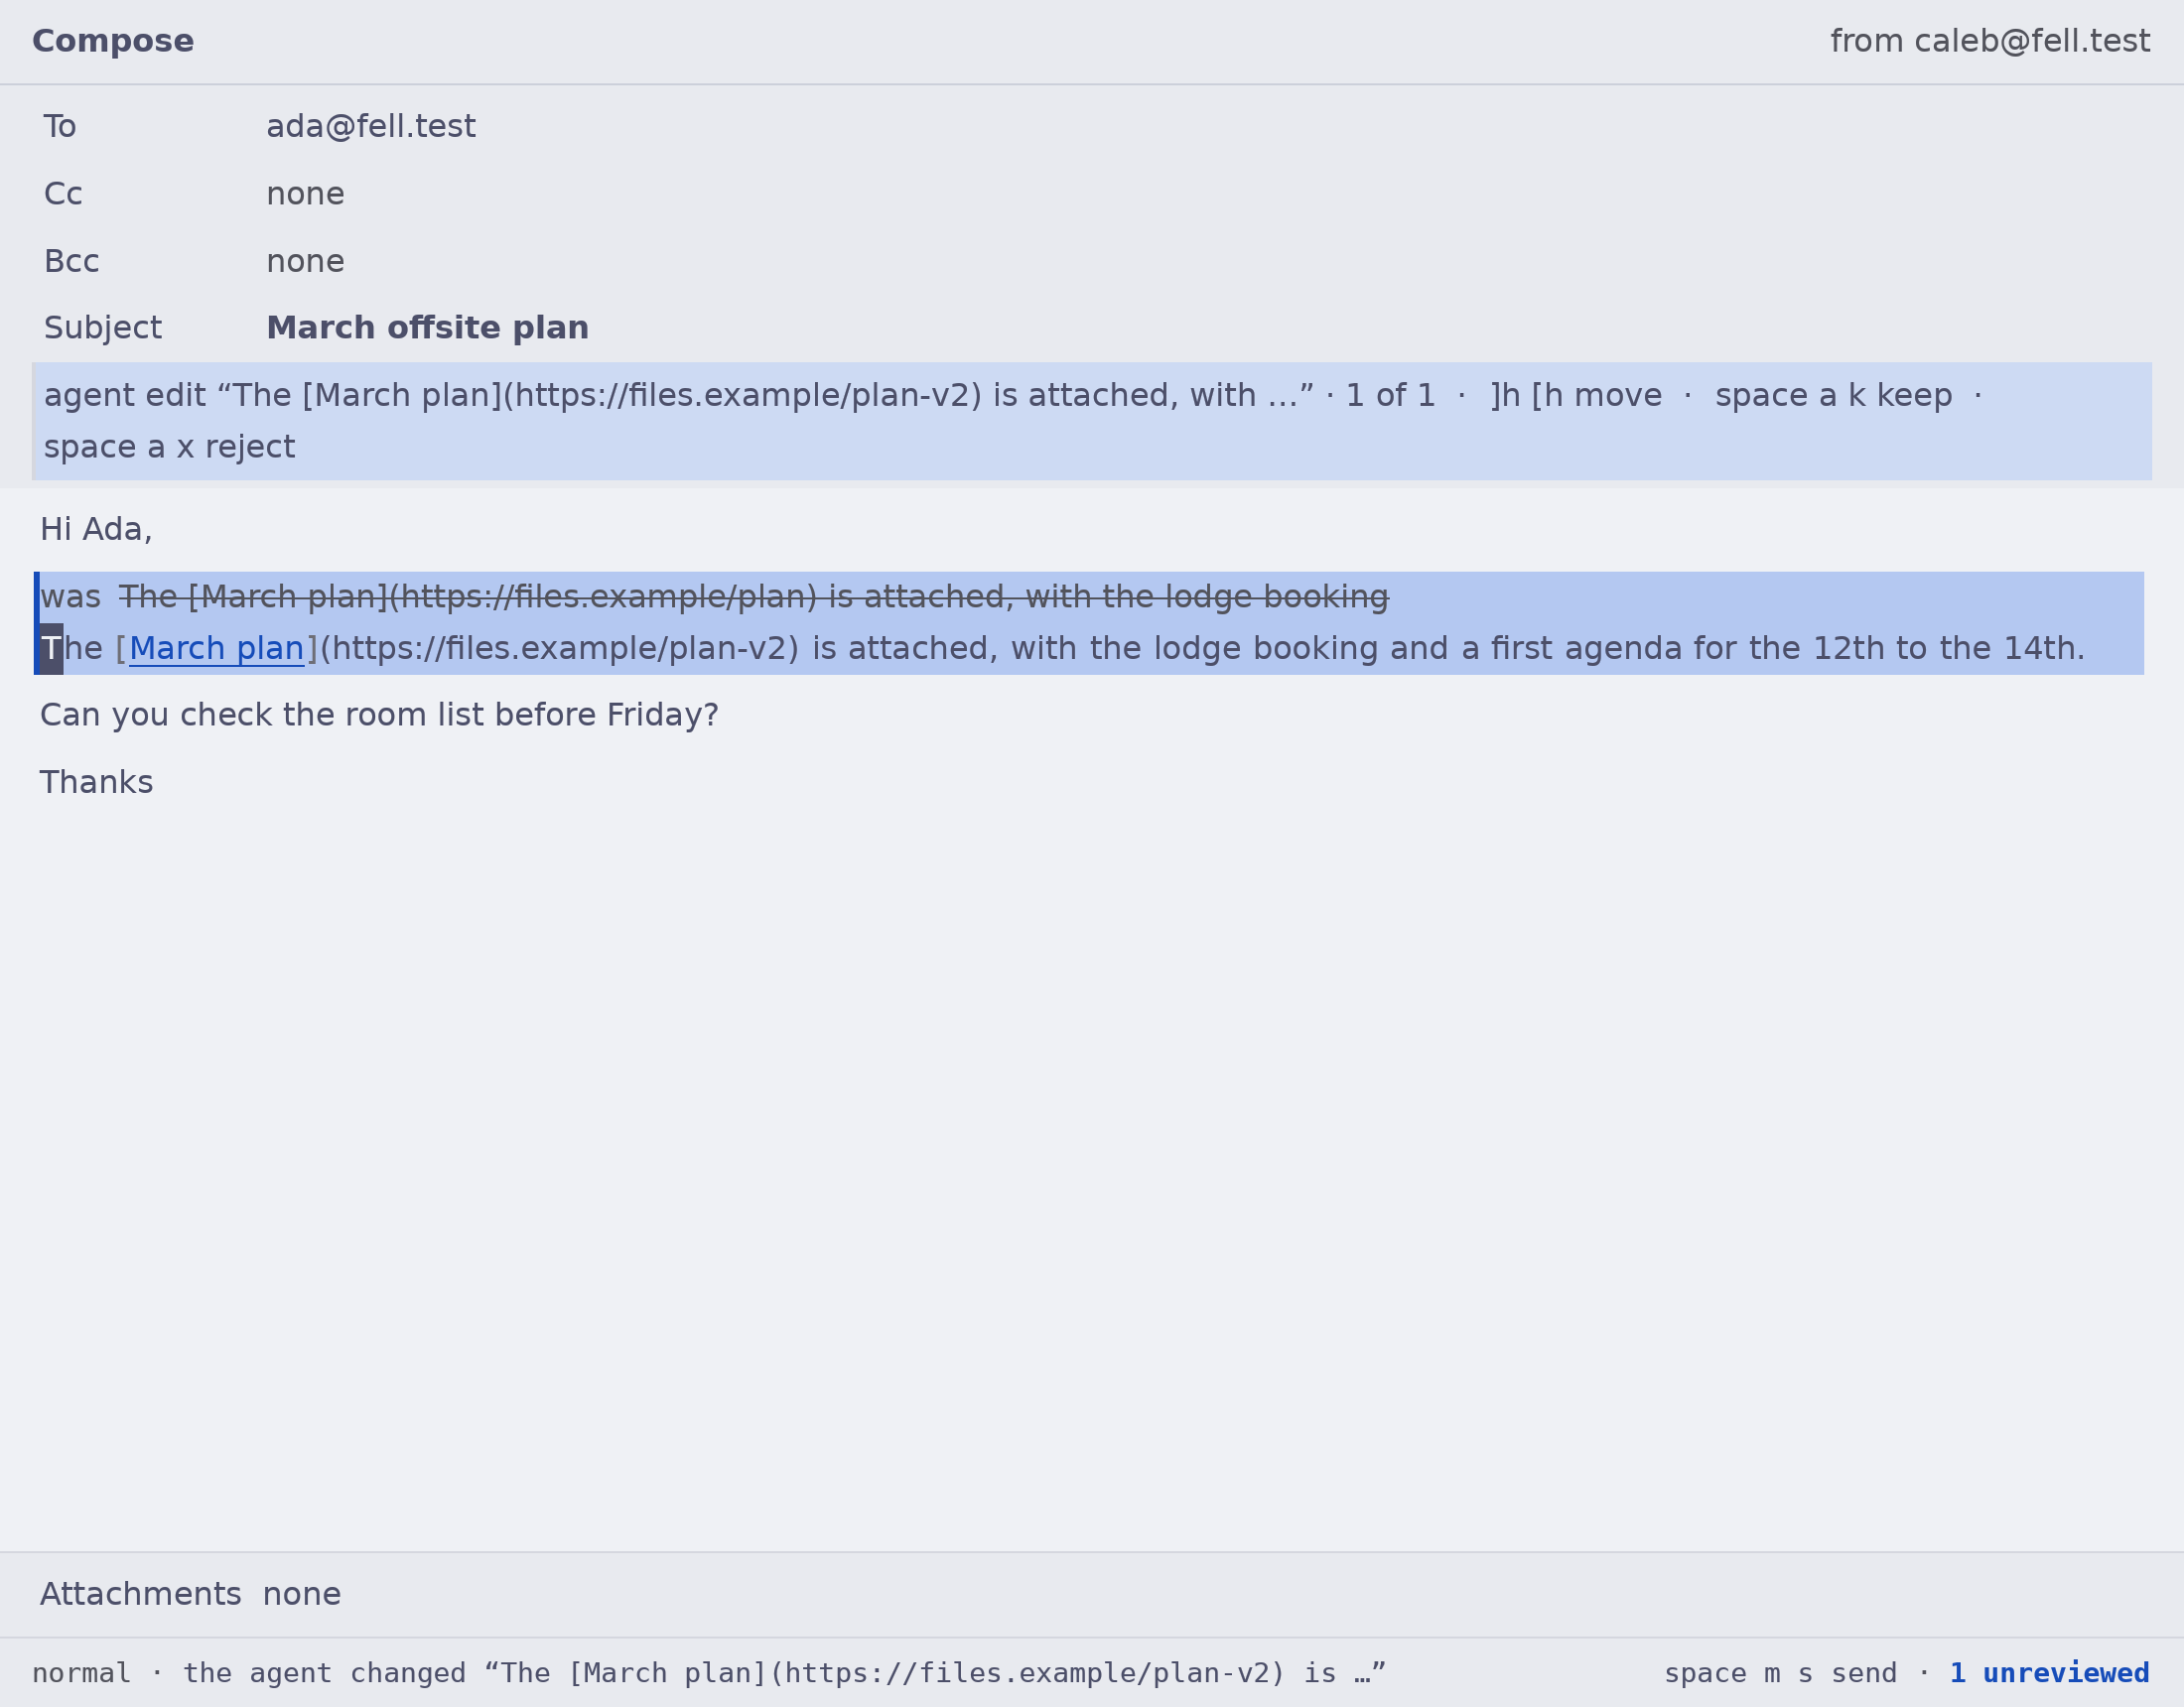 Compose from caleb@fell.test
To ada@fell.test
Cc none
Bcc none
Subject March offsite plan
agent edit “The [March plan](https://files.example/plan-v2) is attached, with …” · 1 of 1 · ]h [h move · space a k keep ·
space a x reject
Hi Ada,
was The [March plan](https://files.example/plan) is attached, with the lodge booking
The [March plan](https://files.example/plan-v2) is attached, with the lodge booking and a first agenda for the 12th to the 14th.
Can you check the room list before Friday?
Thanks
Attachments none
normal · the agent changed “The [March plan](https://files.example/plan-v2) is …” space m s send · 1 unreviewed